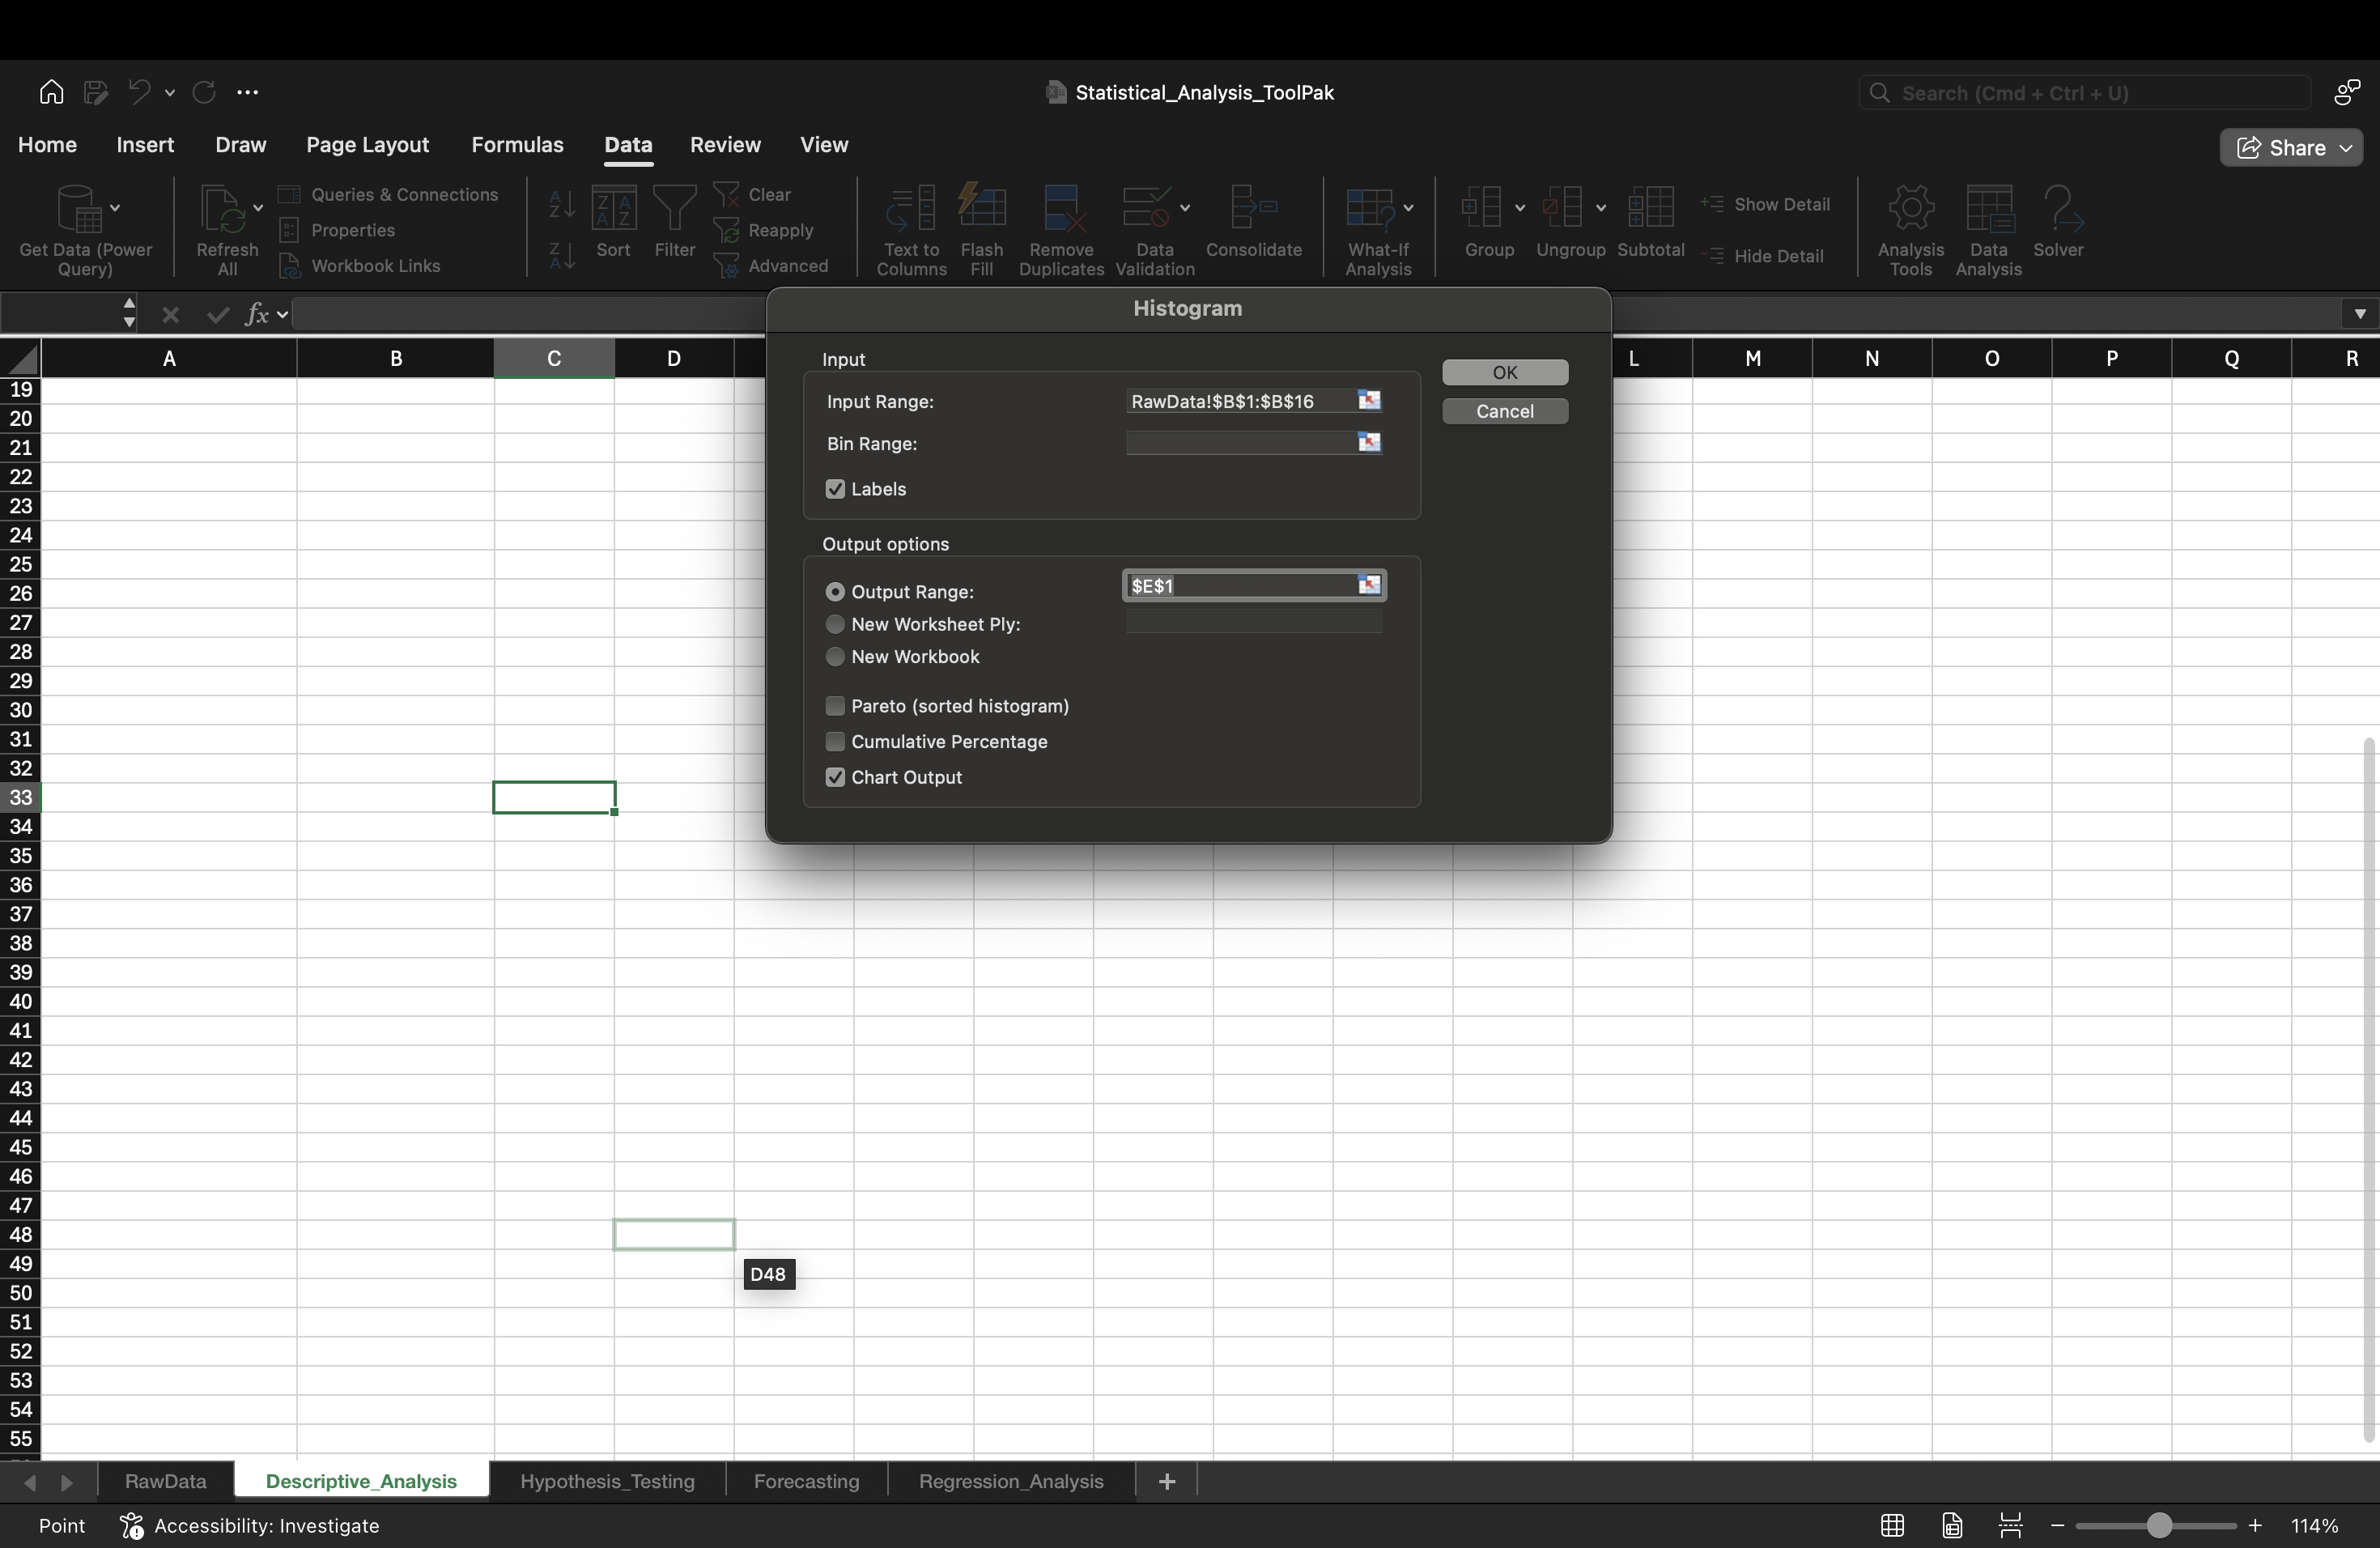 Statistical_Analysis_ToolPak
Search (Cmd + Ctrl + U)
Home Insert Draw Page Layout Formulas Data Review View
Share
Get Data (Power Query)
Refresh All
Queries & Connections
Properties
Workbook Links
A Z
Z A
Z A A Z
Sort
Filter
Clear
Reapply
Advanced
Text to Columns
Flash Fill
Remove Duplicates
Data Validation
Consolidate
What-If Analysis
Group
Ungroup
Subtotal
Show Detail
Hide Detail
Analysis Tools
Data Analysis
Solver
fx
Histogram
A B C D L M N O P Q R
Input
Input Range: RawData!$B$1:$B$16
Bin Range:
Labels
OK
Cancel
Output options
Output Range: $E$1
New Worksheet Ply:
New Workbook
Pareto (sorted histogram)
Cumulative Percentage
Chart Output
19
20
21
22
23
24
25
26
27
28
29
30
31
32
33
34
35
36
37
38
39
40
41
42
43
44
45
46
47
48
49
50
51
52
53
54
55
D48
RawData Descriptive_Analysis Hypothesis_Testing Forecasting Regression_Analysis +
Point Accessibility: Investigate 114%